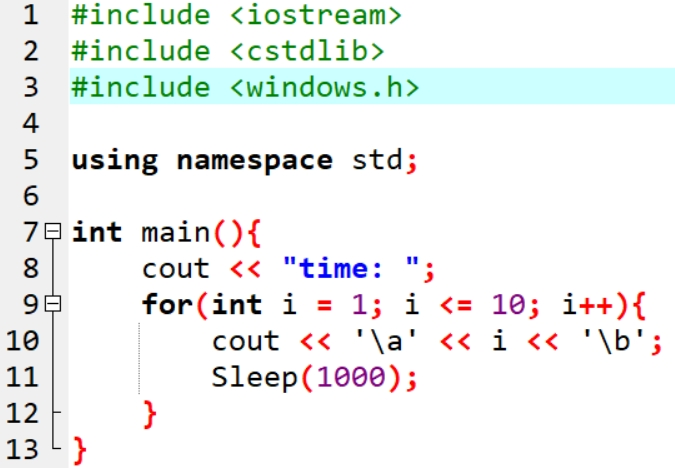 1 #include <iostream>
2 #include <cstdlib>
3 #include <windows.h>
4
5 using namespace std;
6
7 int main(){
8     cout << "time: ";
9     for(int i = 1; i <= 10; i++){
10         cout << '\a' << i << '\b';
11         Sleep(1000);
12     }
13 }